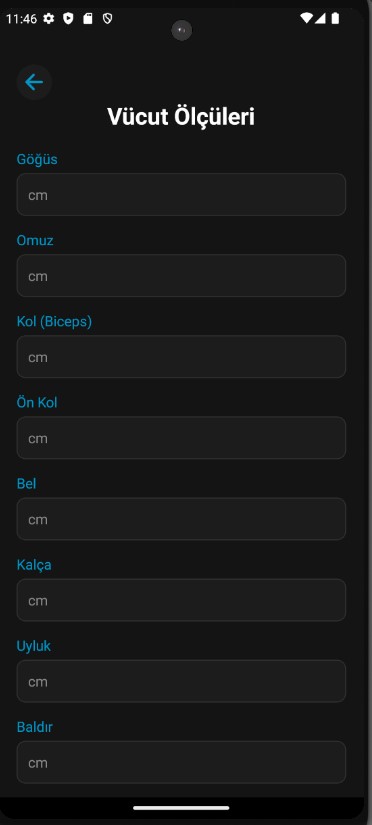 11:46
Vücut Ölçüleri
Göğüs
cm
Omuz
cm
Kol (Biceps)
cm
Ön Kol
cm
Bel
cm
Kalça
cm
Uyluk
cm
Baldır
cm